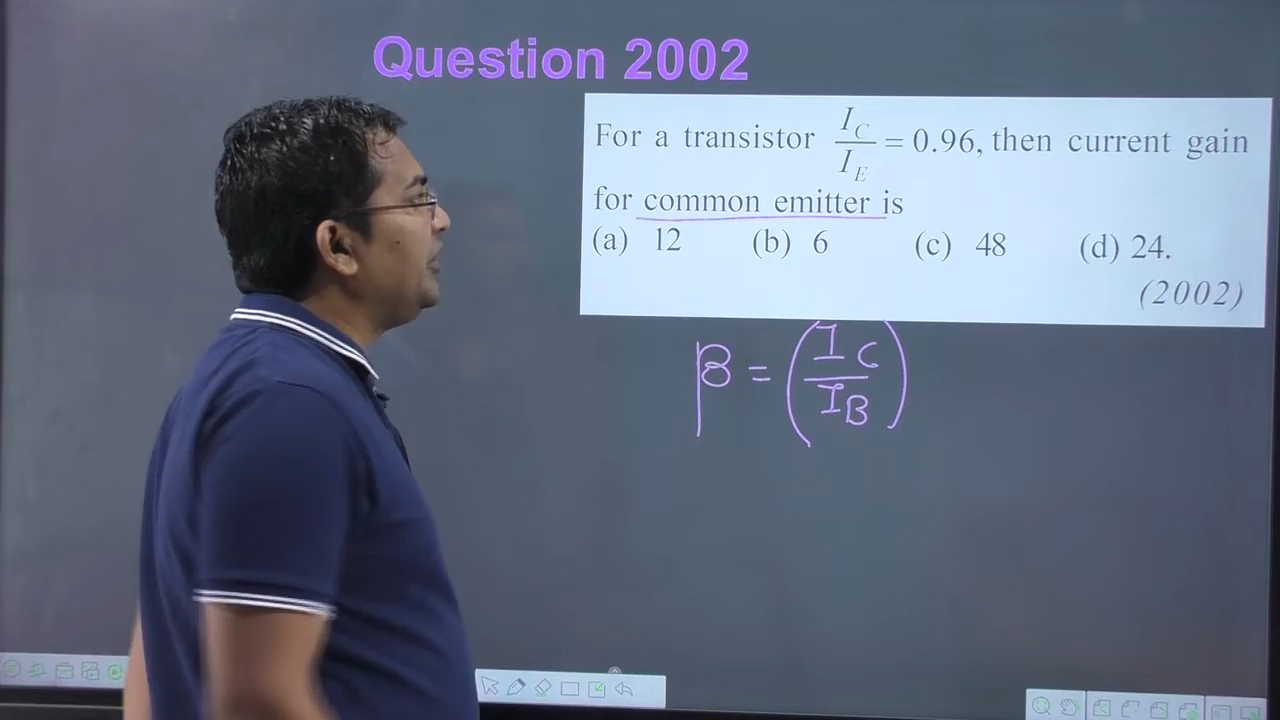 Question 2002
For a transistor I_C/I_E = 0.96, then current gain
for common emitter is
(a) 12 (b) 6 (c) 48 (d) 24.
(2002)
β = (I_C/I_B)